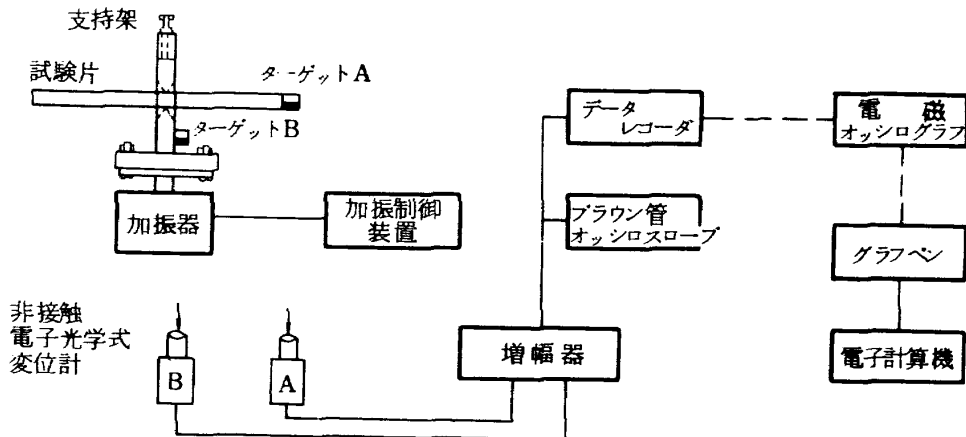 支持架
試験片
ターゲットA
ターゲットB
加振器
加振制御
装置
データ
レコーダ
電磁
オッシログラフ
ブラウン管
オッシロスロープ
グラフペン
電子計算機
増幅器
非接触
電子光学式
変位計
B
A